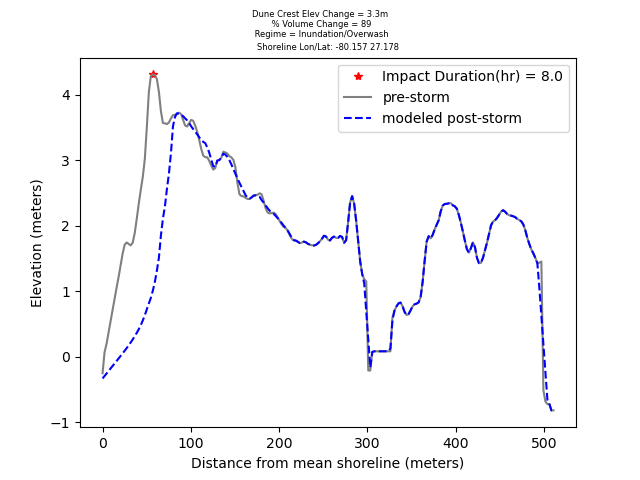 Dune Crest Elev Change = 3.3m
% Volume Change = 89
Regime = Inundation/Overwash
Shoreline Lon/Lat: -80.157 27.178
Impact Duration(hr) = 8.0
pre-storm
modeled post-storm
Elevation (meters)
4
3
2
1
0
−1
0 100 200 300 400 500
Distance from mean shoreline (meters)